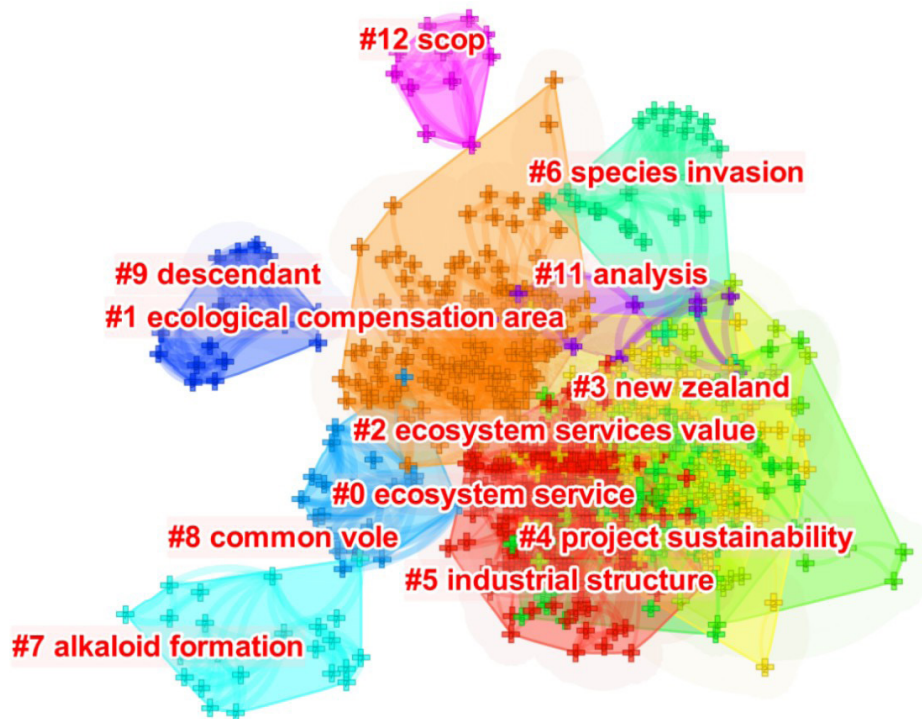 #12 scop
#6 species invasion
#9 descendant
#11 analysis
#1 ecological compensation area
#3 new zealand
#2 ecosystem services value
#0 ecosystem service
#8 common vole
#4 project sustainability
#5 industrial structure
#7 alkaloid formation